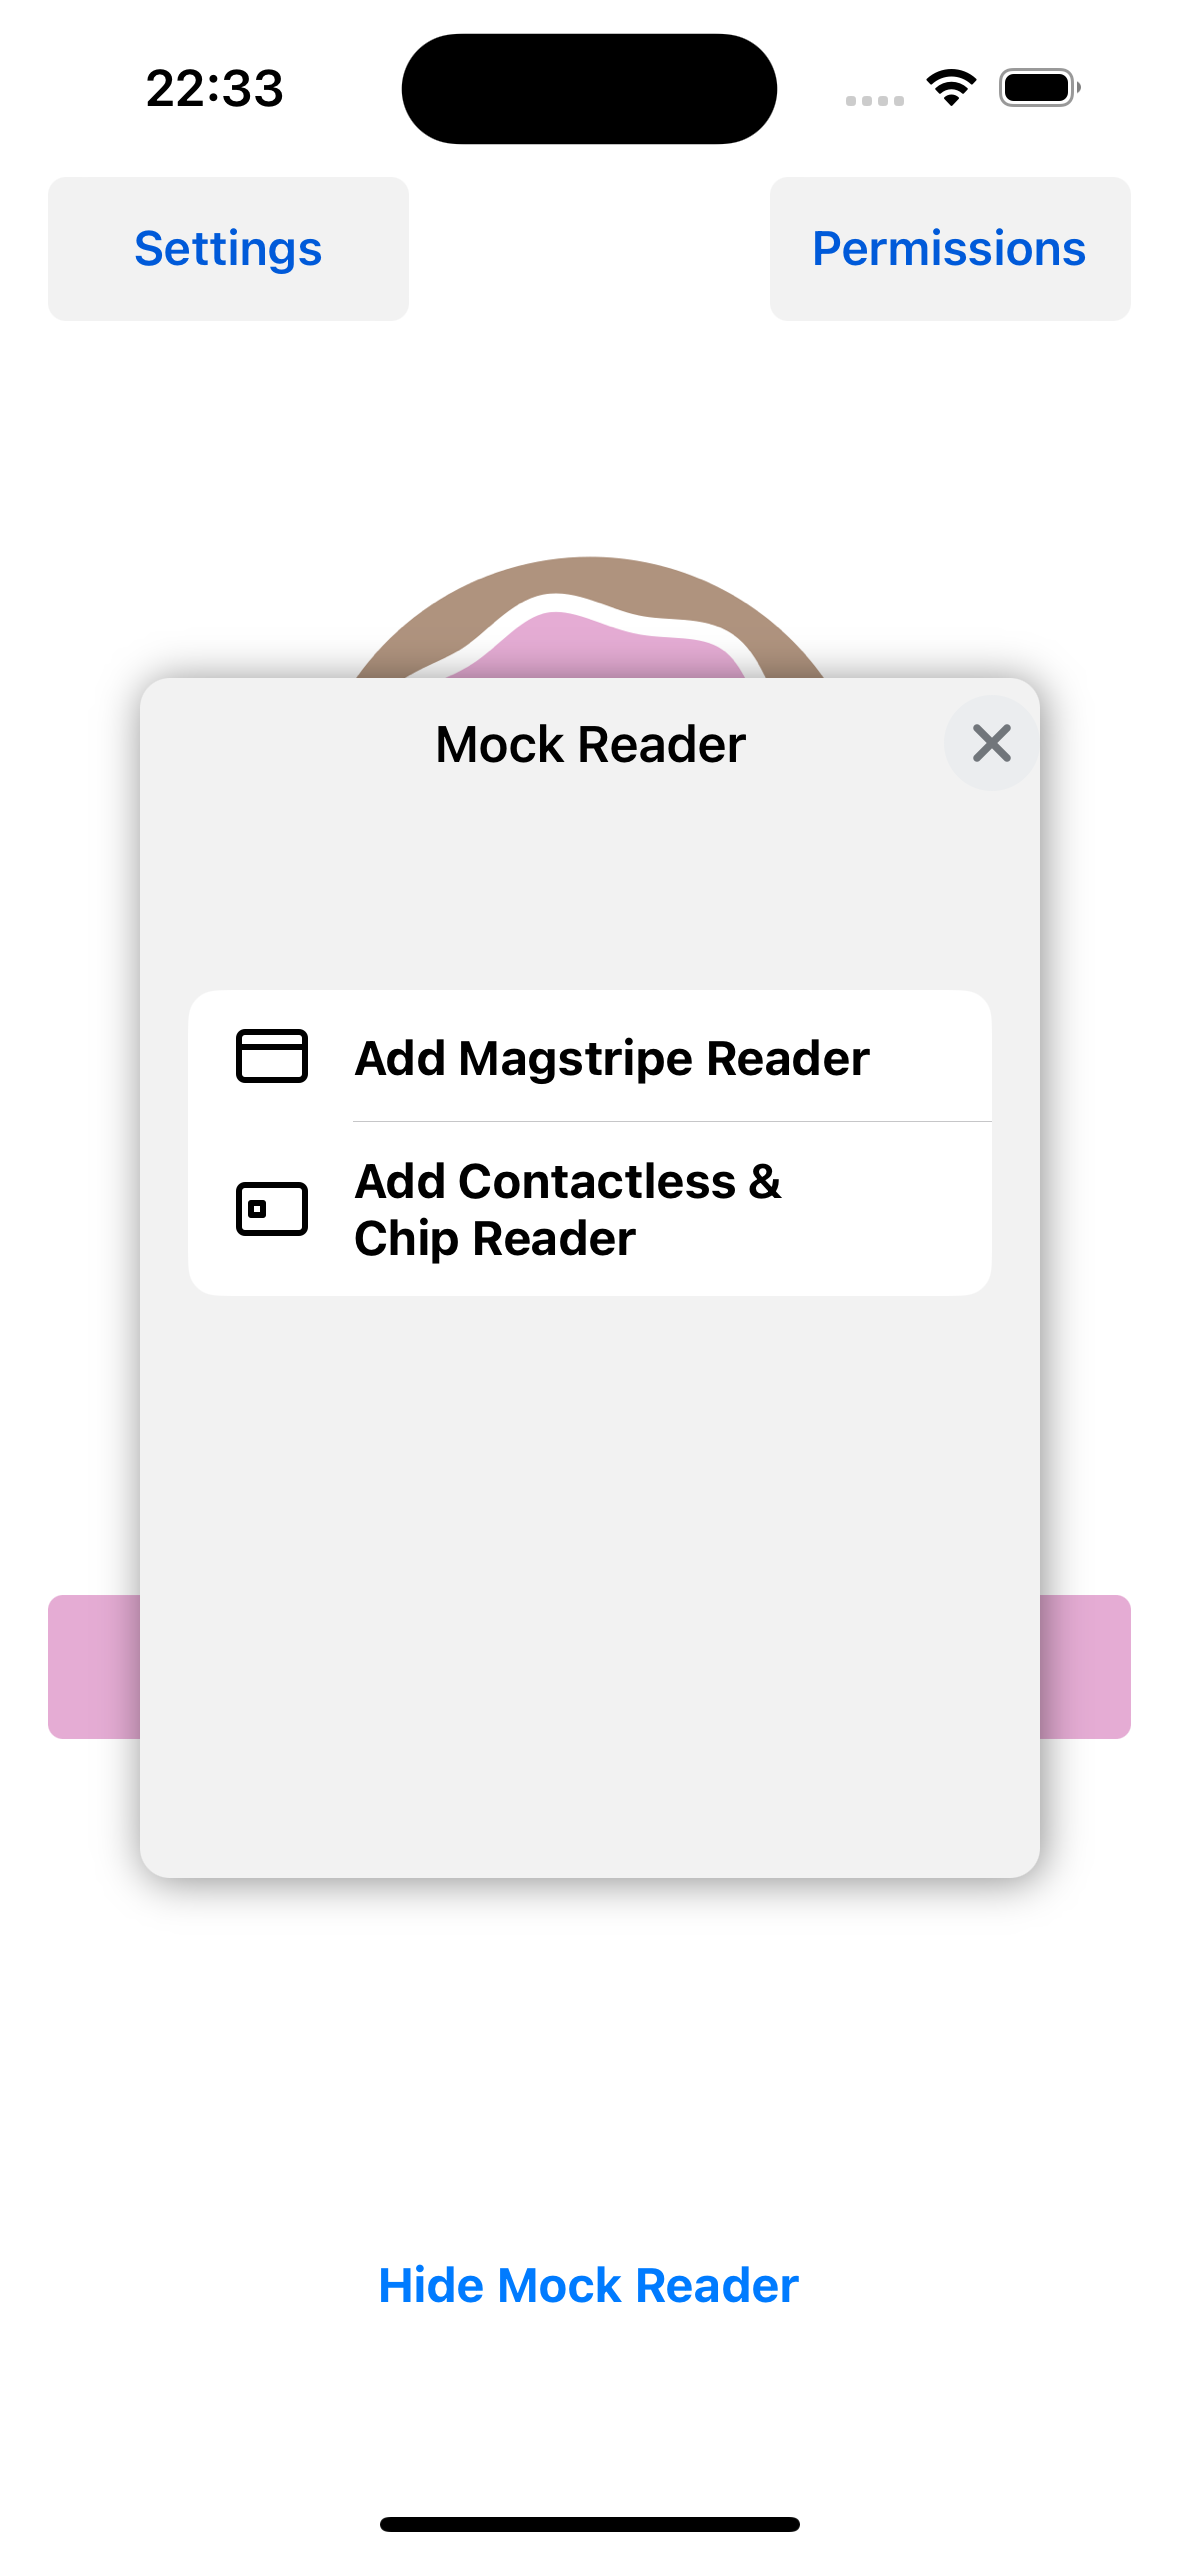 22:33
Settings
Permissions
Mock Reader
Add Magstripe Reader
Add Contactless &
Chip Reader
Hide Mock Reader